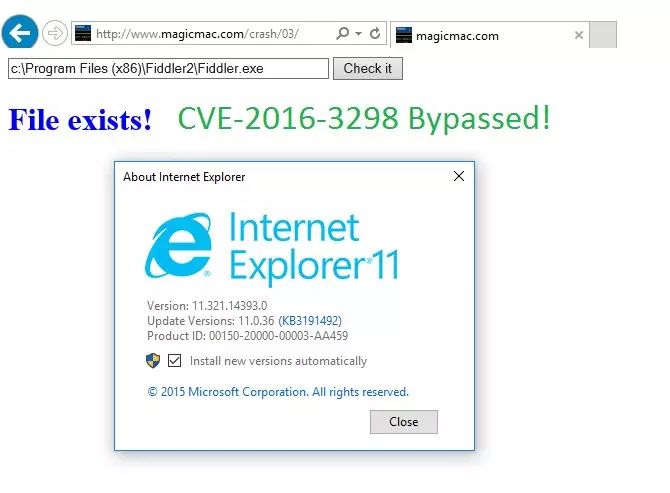 http://www.magicmac.com/crash/03/
magicmac.com
c:\Program Files (x86)\Fiddler2\Fiddler.exe
Check it
File exists! CVE-2016-3298 Bypassed!
About Internet Explorer
Internet
Explorer®11
Version: 11.321.14393.0
Update Versions: 11.0.36 (KB3191492)
Product ID: 00150-20000-00003-AA459
Install new versions automatically
© 2015 Microsoft Corporation. All rights reserved.
Close